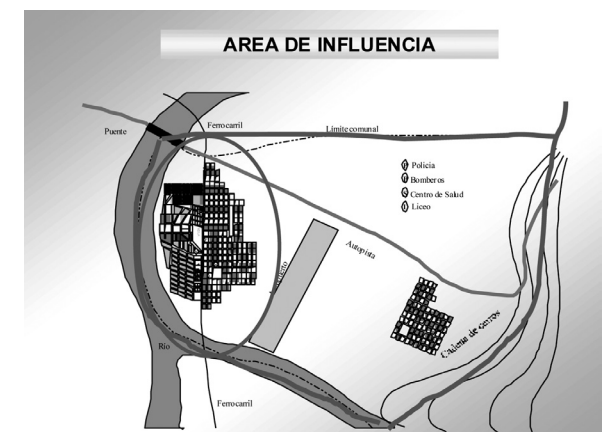 AREA DE INFLUENCIA
Puente
Ferrocarril
Límite comunal
Policía
Bomberos
Centro de Salud
Liceo
Autopista
Cadena de cerros
Río
Ferrocarril